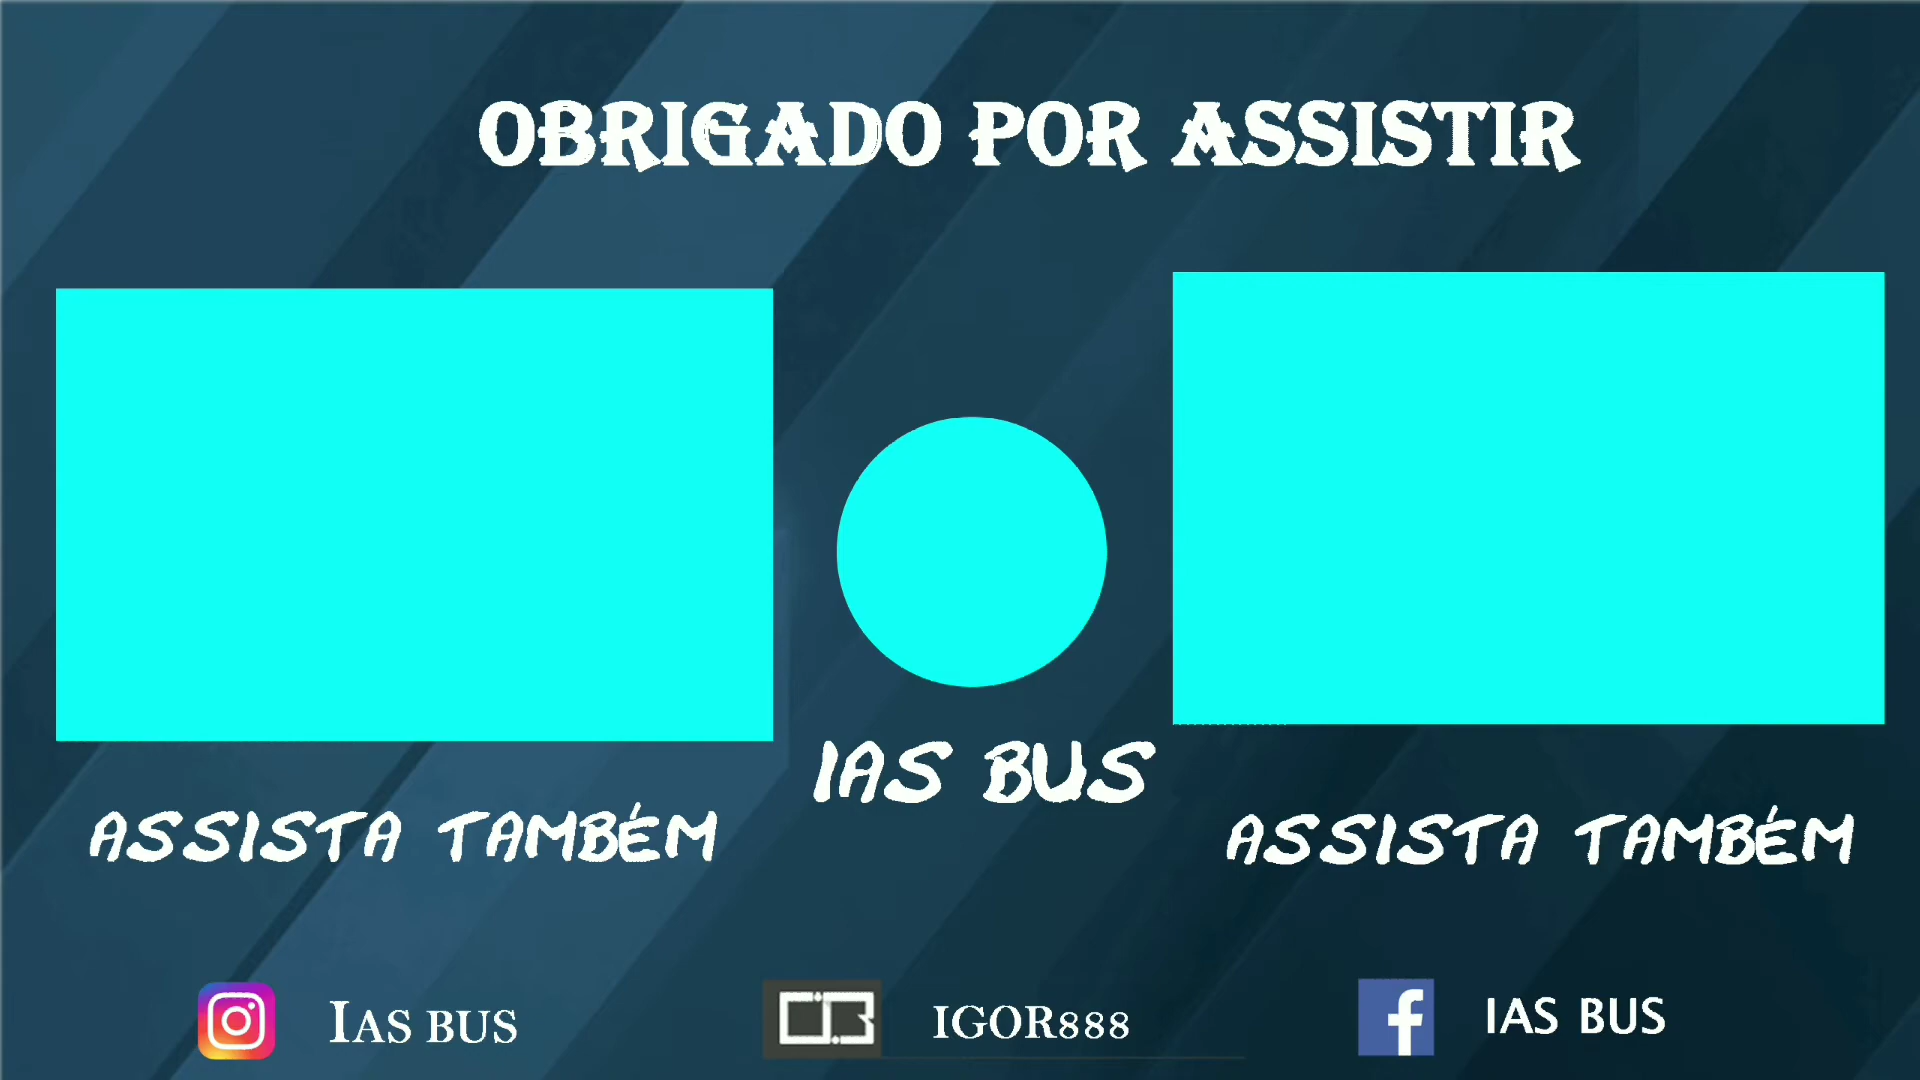 OBRIGADO POR ASSISTIR
IAS BUS
ASSISTA TAMBÉM
ASSISTA TAMBÉM
IAS BUS
IGOR888
IAS BUS